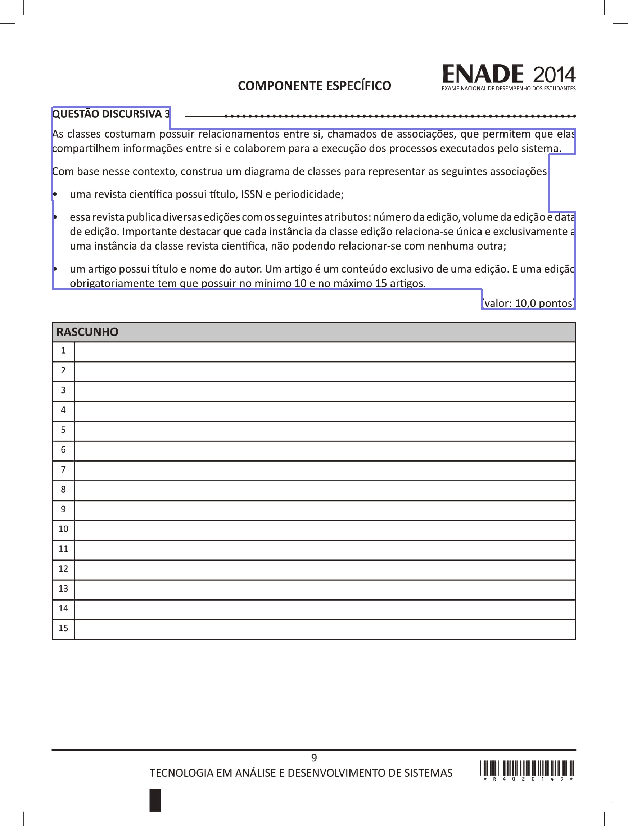 ENADE 2014
EXAME NACIONAL DE DESEMPENHO DOS ESTUDANTES
COMPONENTE ESPECÍFICO
QUESTÃO DISCURSIVA 3
As classes costumam possuir relacionamentos entre si, chamados de associações, que permitem que elas
compartilhem informações entre si e colaborem para a execução dos processos executados pelo sistema.
Com base nesse contexto, construa um diagrama de classes para representar as seguintes associações
• uma revista científica possui título, ISSN e periodicidade;
• essa revista publica diversas edições com os seguintes atributos: número da edição, volume da edição e data
de edição. Importante destacar que cada instância da classe edição relaciona-se única e exclusivamente a
uma instância da classe revista científica, não podendo relacionar-se com nenhuma outra;
• um artigo possui título e nome do autor. Um artigo é um conteúdo exclusivo de uma edição. E uma edição
obrigatoriamente tem que possuir no mínimo 10 e no máximo 15 artigos.
(valor: 10,0 pontos)
RASCUNHO
1
2
3
4
5
6
7
8
9
10
11
12
13
14
15
9
TECNOLOGIA EM ANÁLISE E DESENVOLVIMENTO DE SISTEMAS